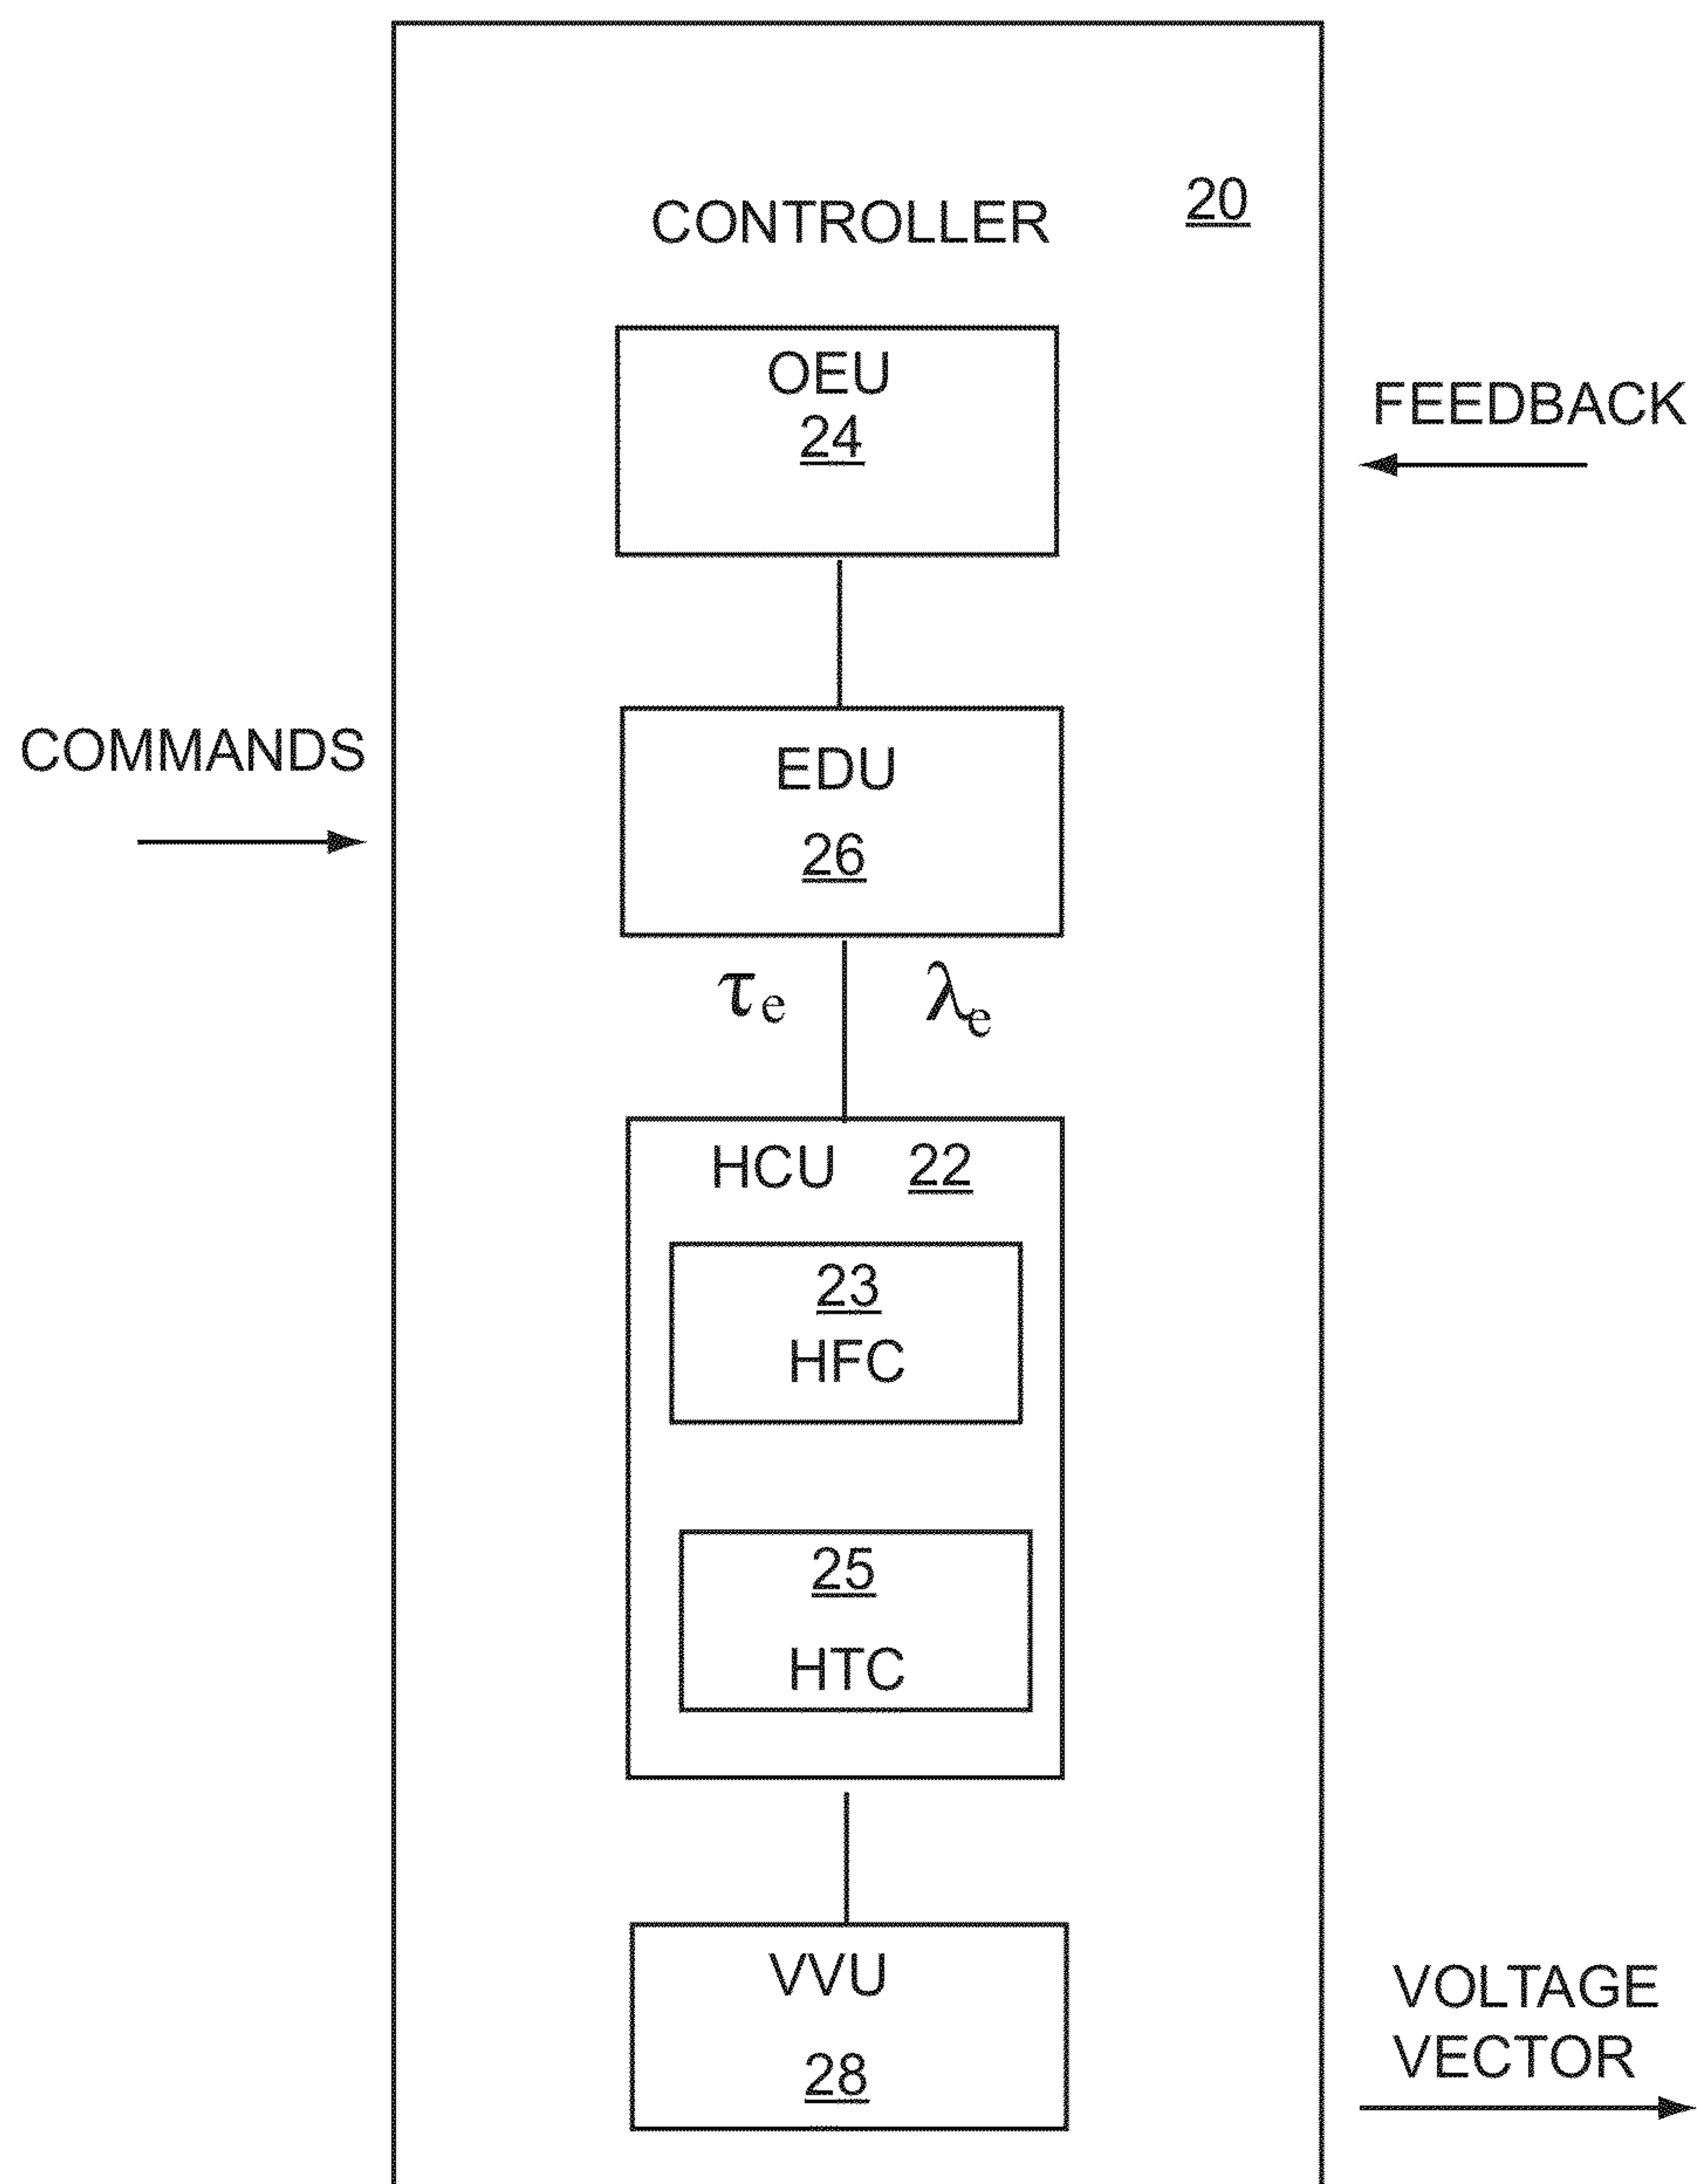 20
CONTROLLER
OEU
24
FEEDBACK
COMMANDS
EDU
26
τe λe
HCU 22
23
HFC
25
HTC
VVU
28
VOLTAGE
VECTOR